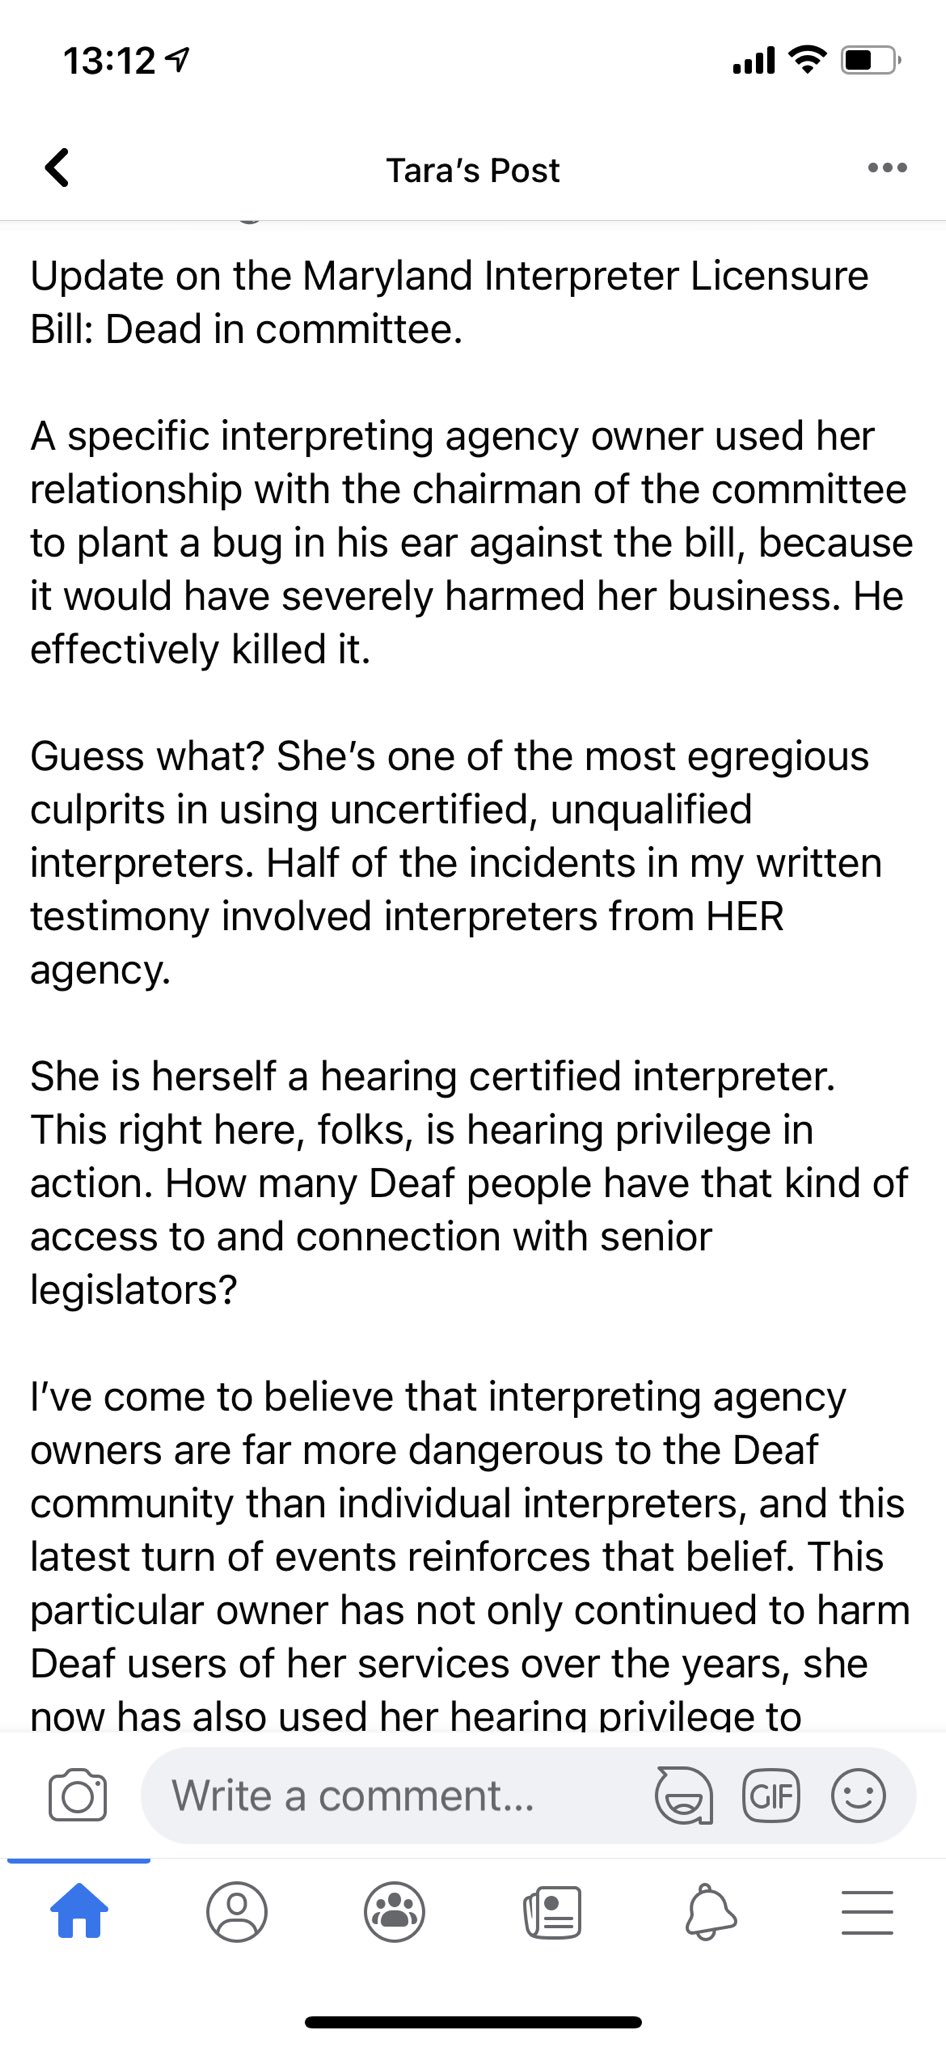 13:12
Tara's Post
Update on the Maryland Interpreter Licensure
Bill: Dead in committee.
A specific interpreting agency owner used her
relationship with the chairman of the committee
to plant a bug in his ear against the bill, because
it would have severely harmed her business. He
effectively killed it.
Guess what? She's one of the most egregious
culprits in using uncertified, unqualified
interpreters. Half of the incidents in my written
testimony involved interpreters from HER
agency.
She is herself a hearing certified interpreter.
This right here, folks, is hearing privilege in
action. How many Deaf people have that kind of
access to and connection with senior
legislators?
I've come to believe that interpreting agency
owners are far more dangerous to the Deaf
community than individual interpreters, and this
latest turn of events reinforces that belief. This
particular owner has not only continued to harm
Deaf users of her services over the years, she
now has also used her hearing privilege to
Write a comment...
GIF